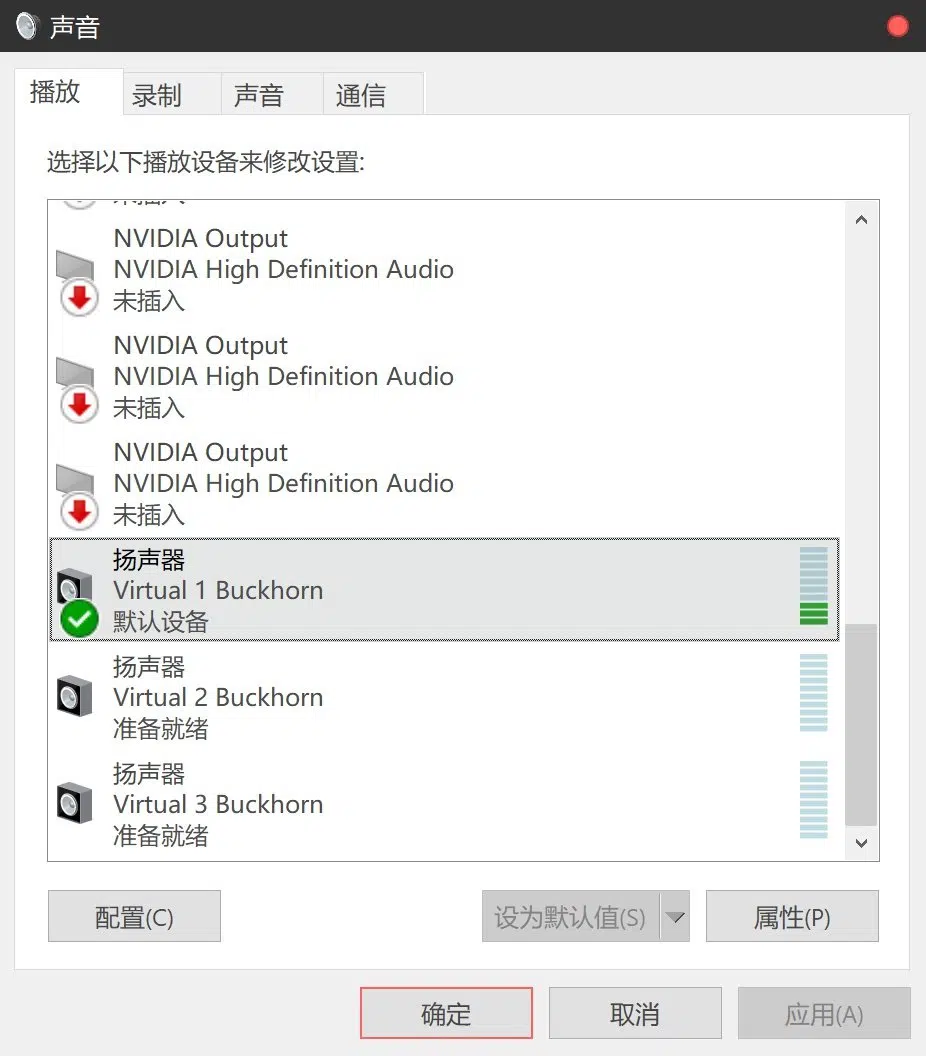 声音
播放
录制
声音
通信
选择以下播放设备来修改设置:
未插入
NVIDIA Output
NVIDIA High Definition Audio
未插入
NVIDIA Output
NVIDIA High Definition Audio
未插入
NVIDIA Output
NVIDIA High Definition Audio
未插入
扬声器
Virtual 1 Buckhorn
默认设备
扬声器
Virtual 2 Buckhorn
准备就绪
扬声器
Virtual 3 Buckhorn
准备就绪
配置(C)
设为默认值(S)
属性(P)
确定
取消
应用(A)